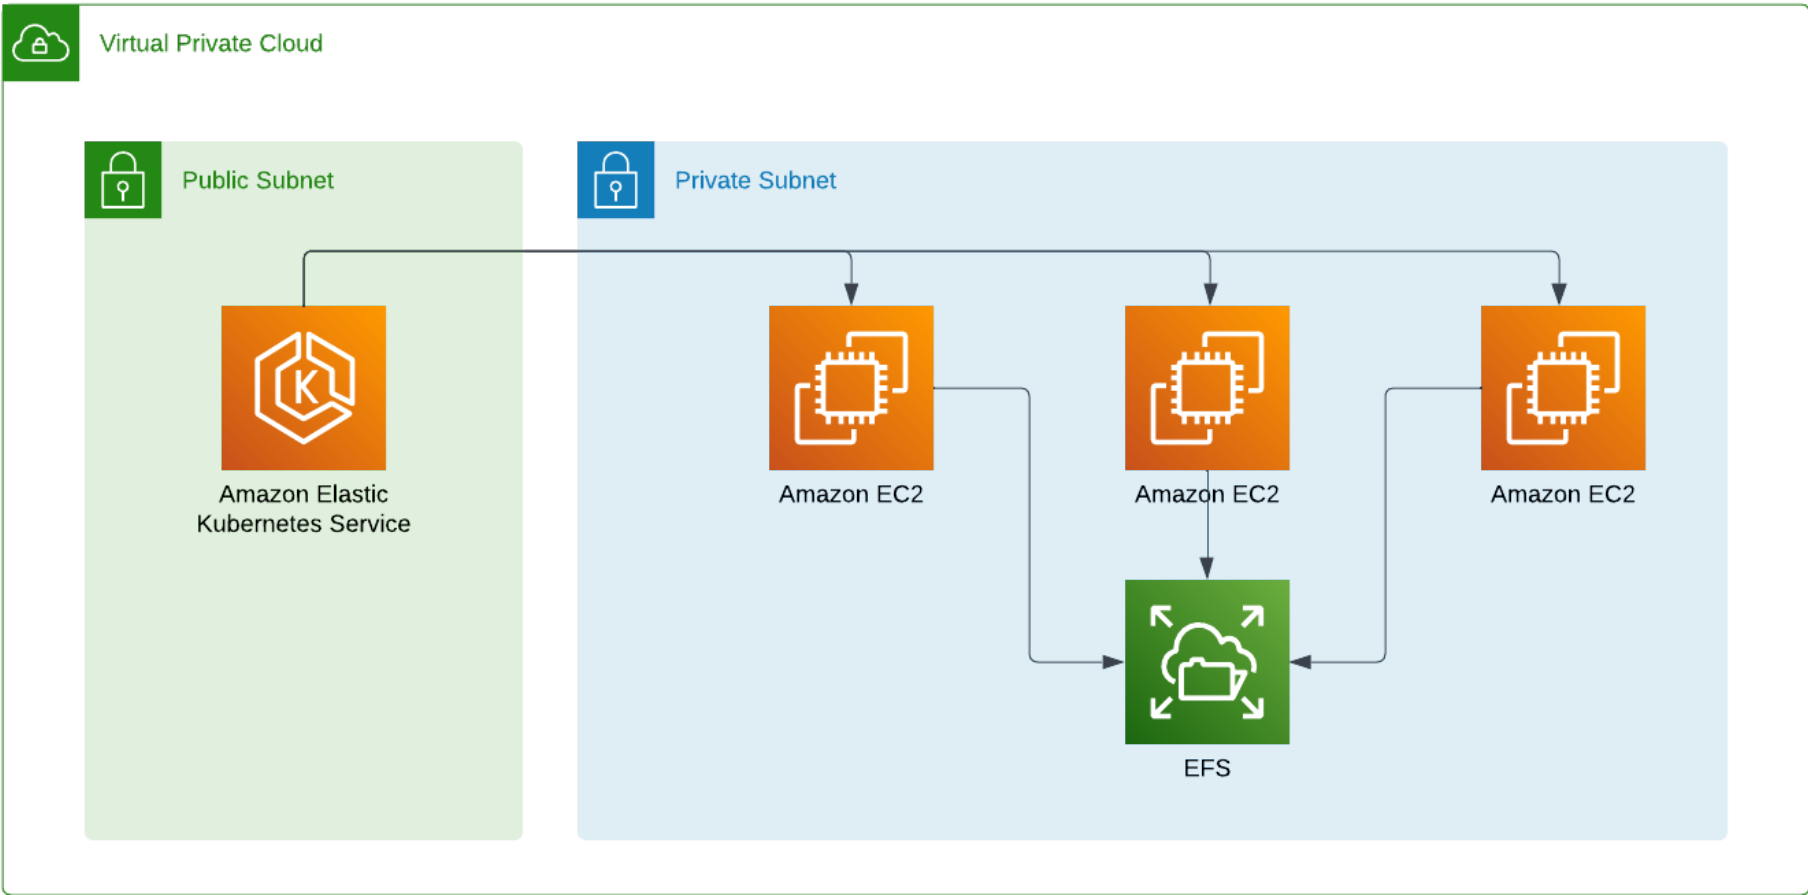 Virtual Private Cloud
Public Subnet
Private Subnet
K
Amazon Elastic
Kubernetes Service
Amazon EC2
Amazon EC2
Amazon EC2
EFS